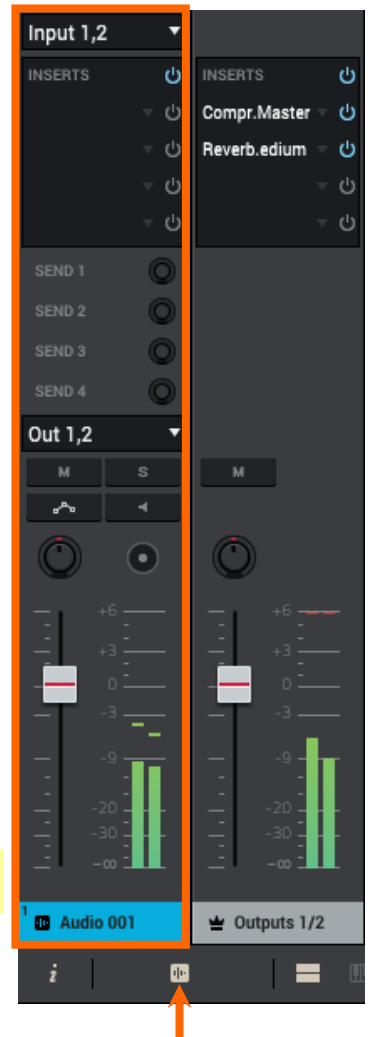 Input 1,2
INSERTS
INSERTS
Compr.Master
Reverb.edium
SEND 1
SEND 2
SEND 3
SEND 4
Out 1,2
M S
M
+6
+3
0
-3
-9
-20
-30
-∞
+6
+3
0
-3
-9
-20
-30
-∞
1 Audio 001
Outputs 1/2
i